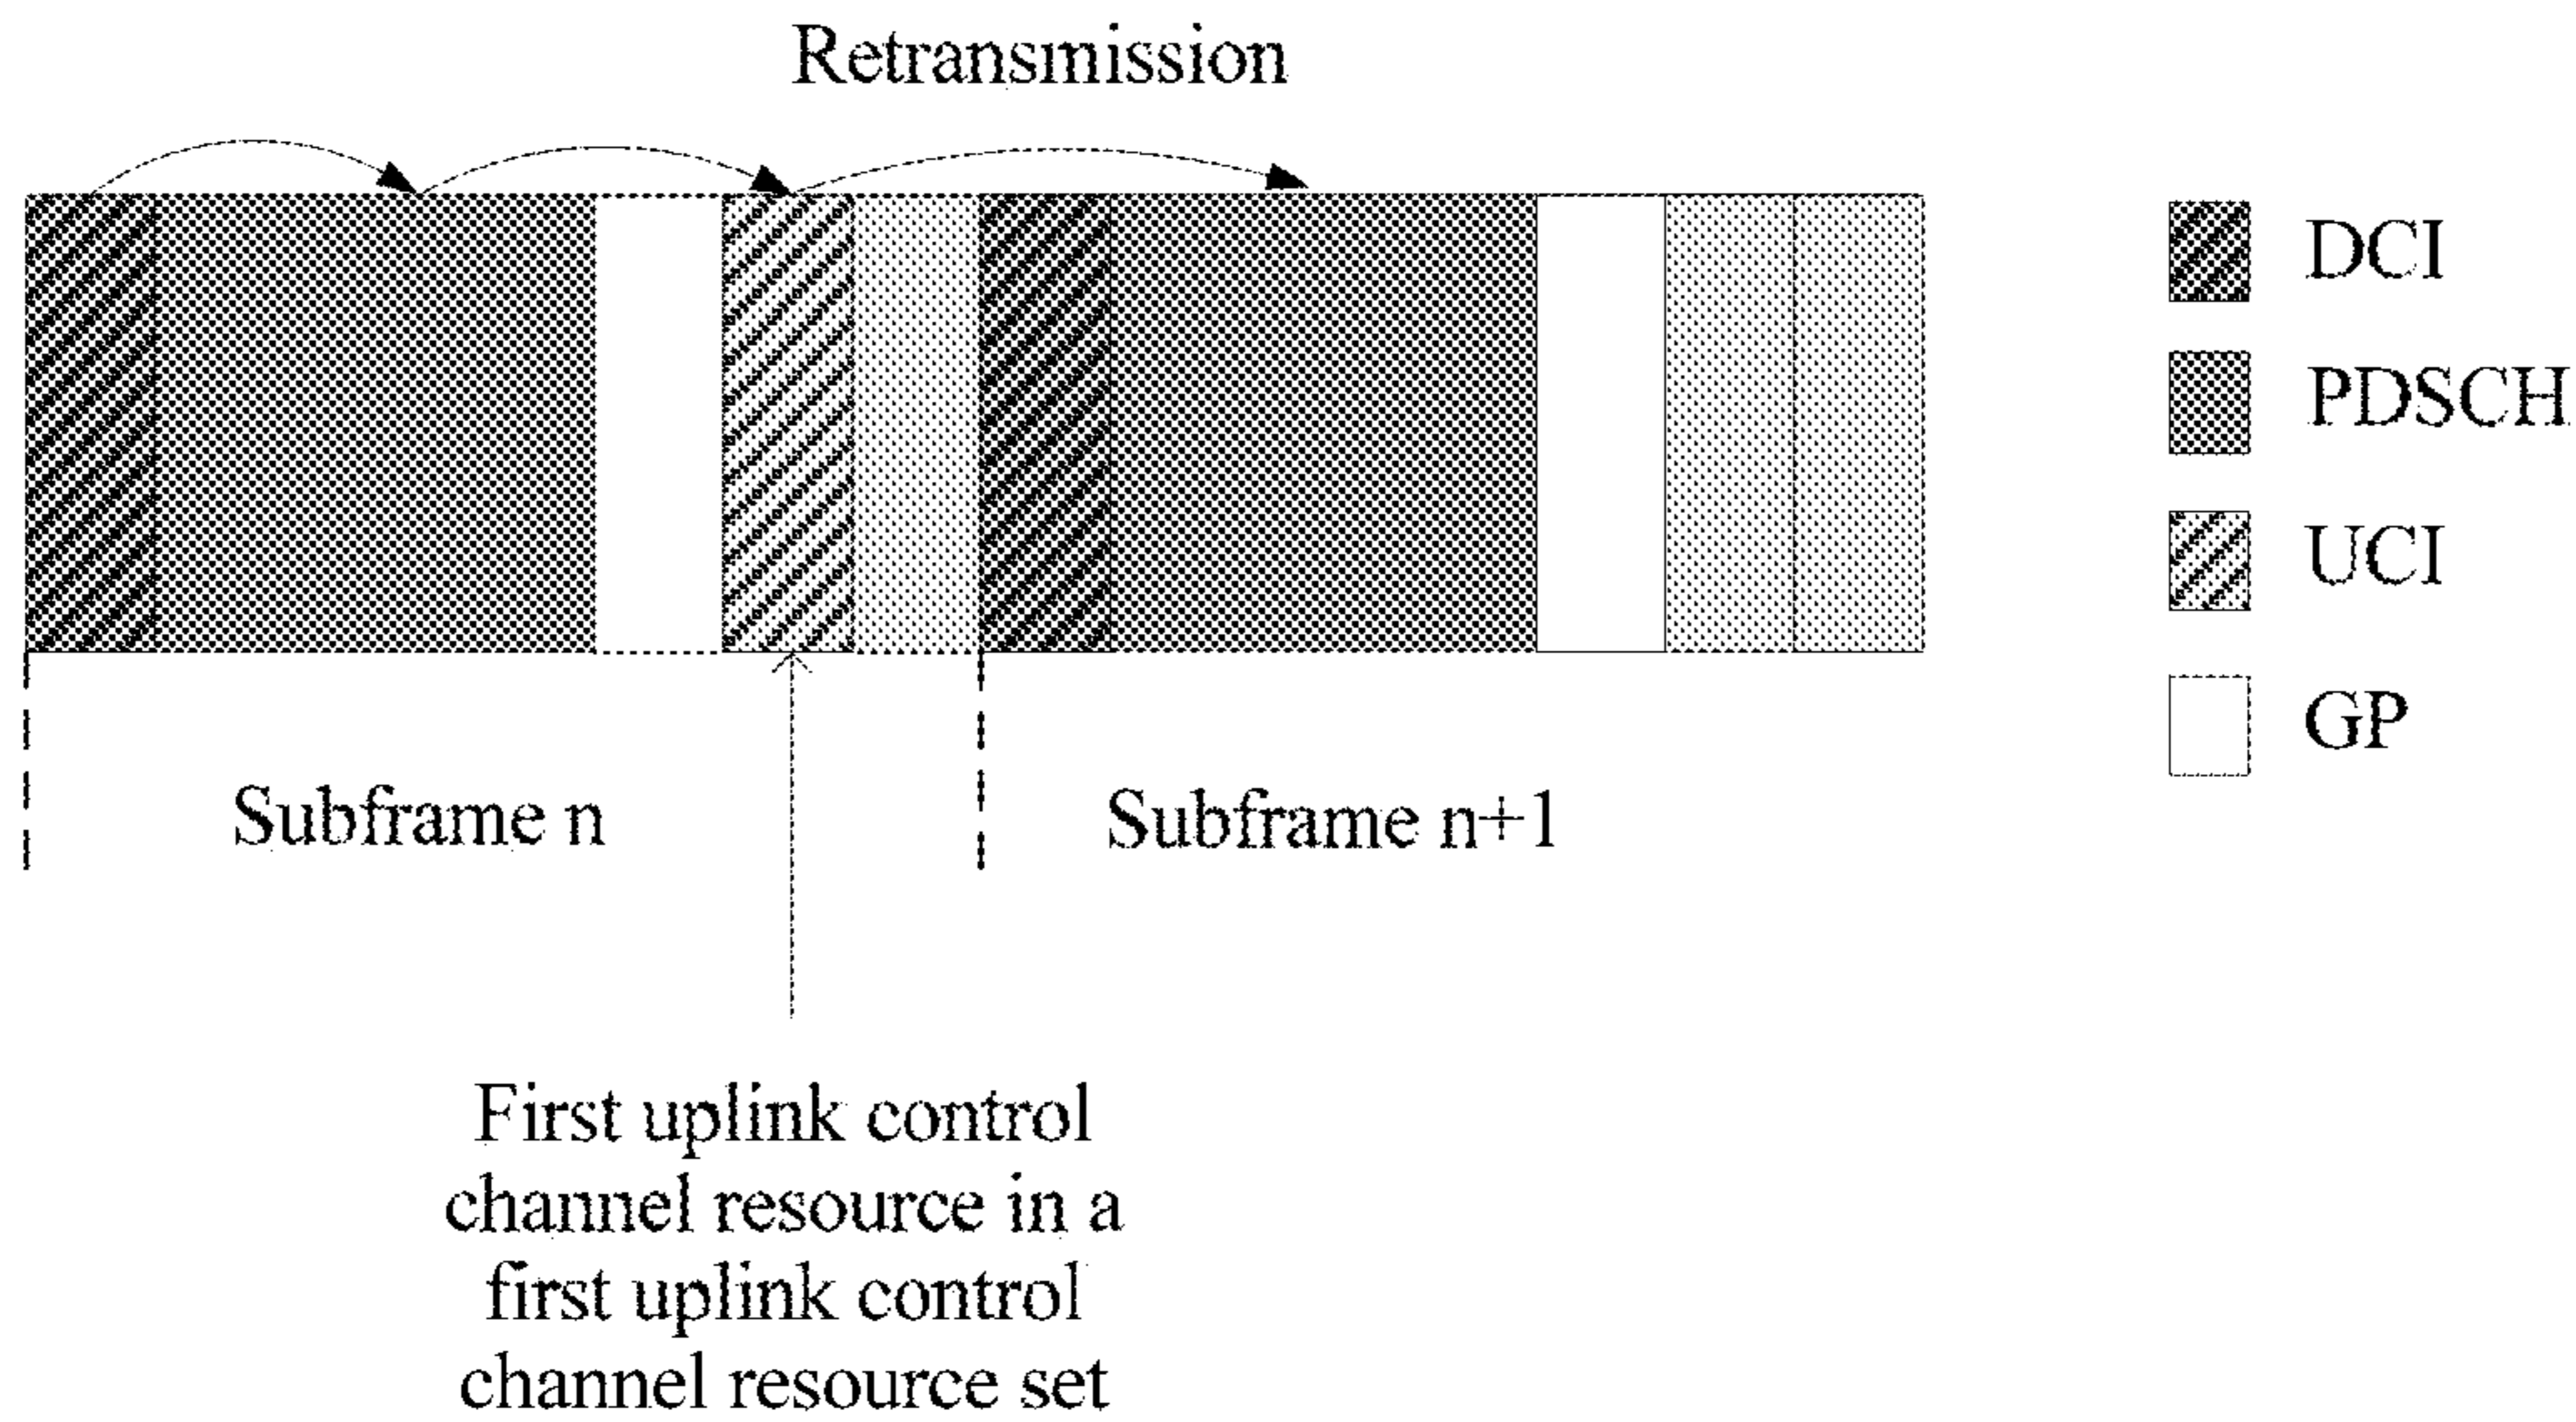 Retransmission
DCI
PDSCH
UCI
GP
Subframe n
Subframe n+1
First uplink control
channel resource in a
first uplink control
channel resource set